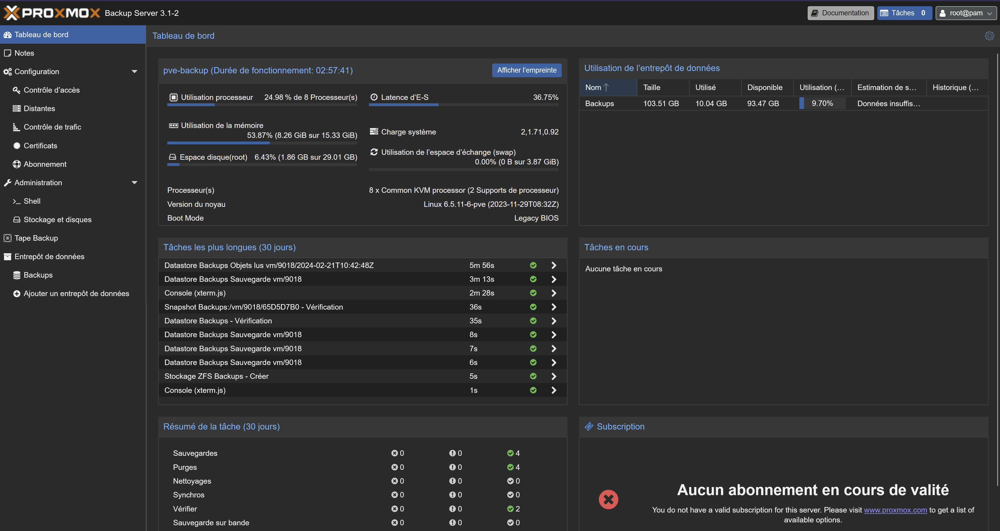 PROXMOX Backup Server 3.1-2
Documentation
Tâches 0
root@pam
Tableau de bord
Notes
Configuration
Contrôle d'accès
Distantes
Contrôle de trafic
Certificats
Abonnement
Administration
Shell
Stockage et disques
Tape Backup
Entrepôt de données
Backups
Ajouter un entrepôt de données
Tableau de bord
pve-backup (Durée de fonctionnement: 02:57:41)
Afficher l'empreinte
Utilisation processeur 24.98 % de 8 Processeur(s)
Latence d'E-S 36.75%
Utilisation de la mémoire
53.87% (8.26 GiB sur 15.33 GiB)
Charge système 2,1.71,0.92
Espace disque(root) 6.43% (1.86 GB sur 29.01 GB)
Utilisation de l'espace d'échange (swap)
0.00% (0 B sur 3.87 GiB)
Processeur(s) 8 x Common KVM processor (2 Supports de processeur)
Version du noyau Linux 6.5.11-6-pve (2023-11-29T08:32Z)
Boot Mode Legacy BIOS
Utilisation de l'entrepôt de données
Nom Taille Utilisé Disponible Utilisation (... Estimation de s... Historique (...
Backups 103.51 GB 10.04 GB 93.47 GB 9.70% Données insuffis...
Tâches les plus longues (30 jours)
Datastore Backups Objets lus vm/9018/2024-02-21T10:42:48Z 5m 56s
Datastore Backups Sauvegarde vm/9018 3m 13s
Console (xterm.js) 2m 28s
Snapshot Backups:/vm/9018/65D5D7B0 - Vérification 36s
Datastore Backups - Vérification 35s
Datastore Backups Sauvegarde vm/9018 8s
Datastore Backups Sauvegarde vm/9018 7s
Datastore Backups Sauvegarde vm/9018 6s
Stockage ZFS Backups - Créer 5s
Console (xterm.js) 1s
Tâches en cours
Aucune tâche en cours
Résumé de la tâche (30 jours)
Sauvegardes 0 0 4
Purges 0 0 4
Nettoyages 0 0 0
Synchros 0 0 0
Vérifier 0 0 2
Sauvegarde sur bande 0 0 0
Subscription
Aucun abonnement en cours de valité
You do not have a valid subscription for this server. Please visit www.proxmox.com to get a list of
available options.